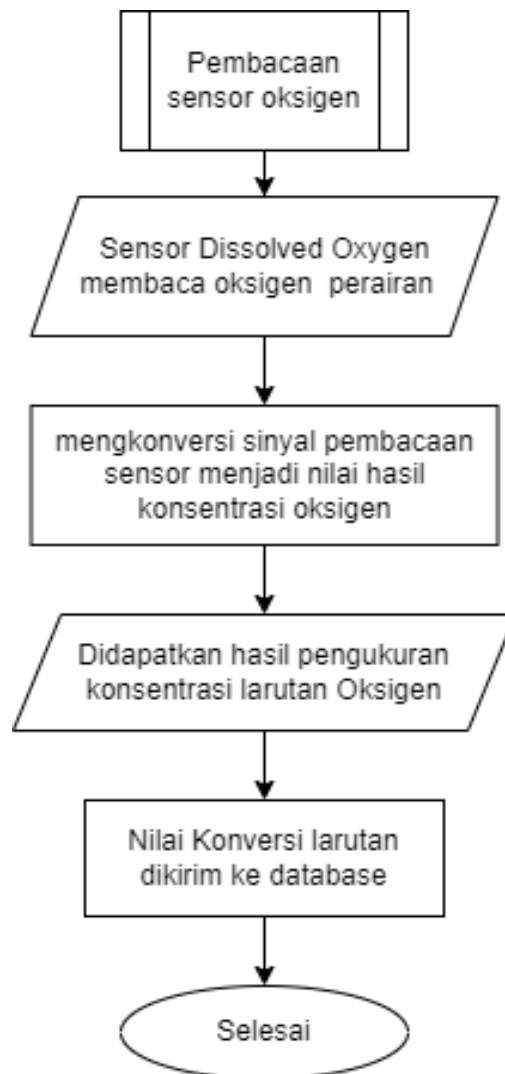 Pembacaan
sensor oksigen
Sensor Dissolved Oxygen
membaca oksigen  perairan
mengkonversi sinyal pembacaan
sensor menjadi nilai hasil
konsentrasi oksigen
Didapatkan hasil pengukuran
konsentrasi larutan Oksigen
Nilai Konversi larutan
dikirim ke database
Selesai